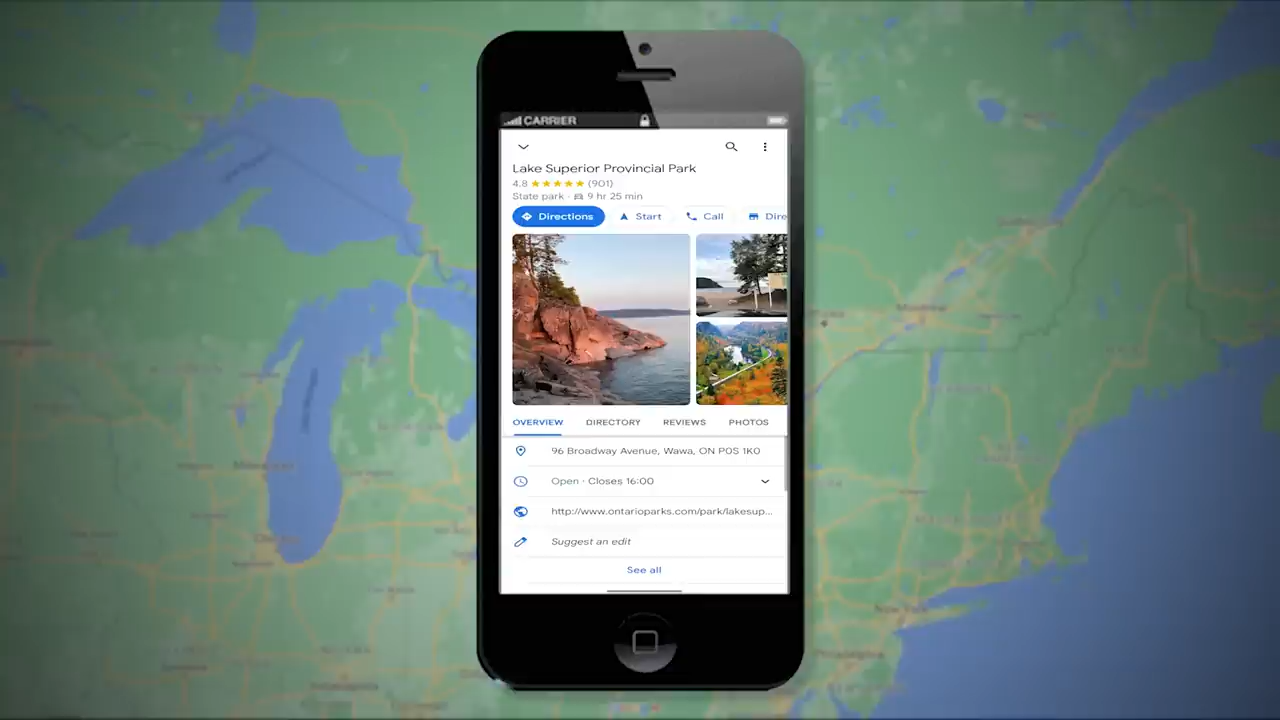 CARRIER
Lake Superior Provincial Park
4.8 ★★★★★ (901)
State park · 9 hr 25 min
Directions Start Call Dire
OVERVIEW DIRECTORY REVIEWS PHOTOS
96 Broadway Avenue, Wawa, ON P0S 1K0
Open · Closes 16:00
http://www.ontarioparks.com/park/lakesup...
Suggest an edit
See all